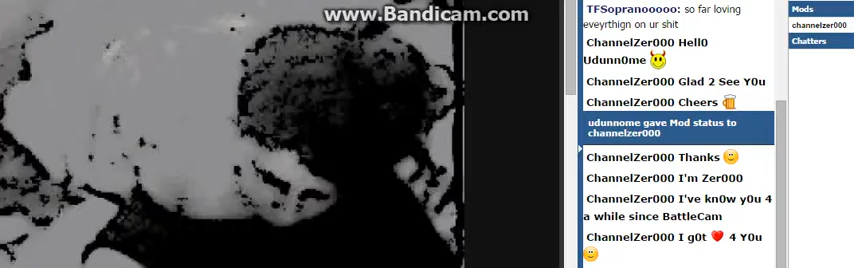 www.Bandicam.com
TFSopranooooo: so far loving
eveyrthign on ur shit
ChannelZer000 Hell0
Udunn0me
ChannelZer000 Glad 2 See Y0u
ChannelZer000 Cheers
udunnome gave Mod status to
channelzer000
ChannelZer000 Thanks
ChannelZer000 I'm Zer000
ChannelZer000 I've kn0w y0u 4
a while since BattleCam
ChannelZer000 I g0t ❤ 4 Y0u
Mods
channelzer000
Chatters